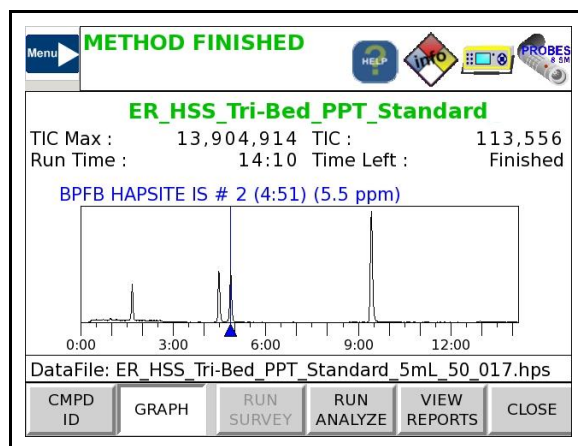 Menu
METHOD FINISHED
HELP
info
PROBES
& SM
ER_HSS_Tri-Bed_PPT_Standard
TIC Max : 13,904,914 TIC : 113,556
Run Time : 14:10 Time Left : Finished
BPFB HAPSITE IS # 2 (4:51) (5.5 ppm)
0:00 3:00 6:00 9:00 12:00
DataFile: ER_HSS_Tri-Bed_PPT_Standard_5mL_50_017.hps
CMPD ID
GRAPH
RUN SURVEY
RUN ANALYZE
VIEW REPORTS
CLOSE